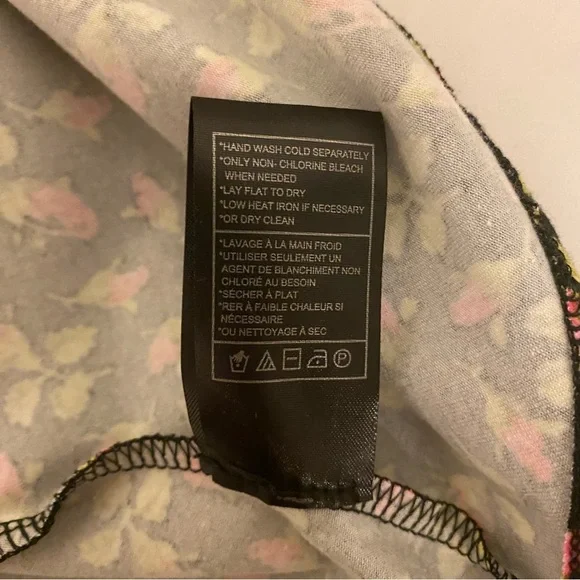 *HAND WASH COLD SEPARATELY
*ONLY NON- CHLORINE BLEACH
WHEN NEEDED
*LAY FLAT TO DRY
*LOW HEAT IRON IF NECESSARY
*OR DRY CLEAN
*LAVAGE À LA MAIN FROID
*UTILISER SEULEMENT UN
AGENT DE BLANCHIMENT NON
CHLORÉ AU BESOIN
*SÉCHER À PLAT
*RER À FAIBLE CHALEUR SI
NÉCESSAIRE
*OU NETTOYAGE À SEC
P